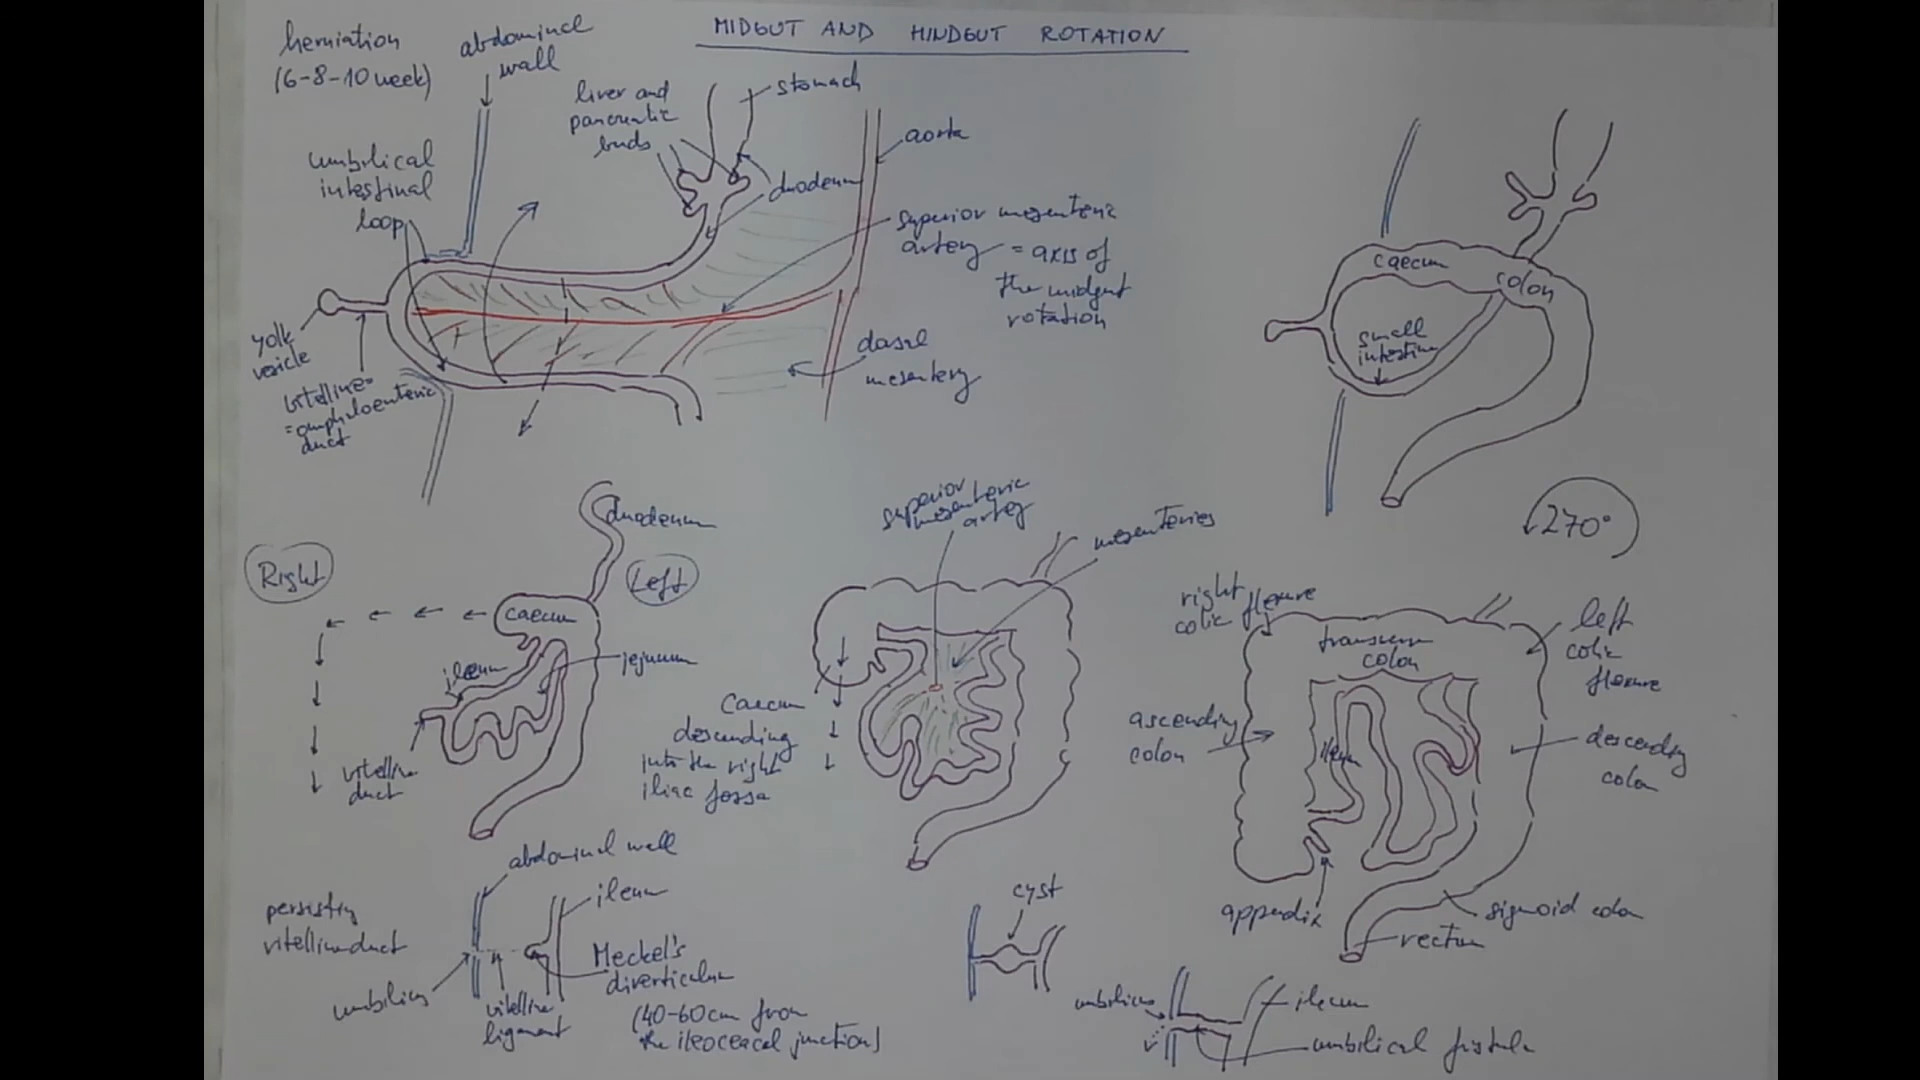 MIDGUT AND HINDGUT ROTATION
herniation
(6-8-10 week)
abdominal
wall
liver and
pancreatic
buds
stomach
aorta
umbilical
intestinal
loop
duodenum
superior mesenteric
artery = axis of
the midgut
rotation
yolk
vesicle
vitelline=
=omphaloenteric
duct
dorsal
mesentery
caecum
colon
small
intestine
270°
Right
duodenum
Left
caecum
ileum
jejunum
vitelline
duct
superior
mesenteric
artery
mesenteries
Caecum
descending
into the right
iliac fossa
right
colic flexure
transverse
colon
left
colic
flexure
ascending
colon
ileum
descending
colon
appendix
sigmoid colon
rectum
persisting
vitelline duct
abdominal wall
ileum
umbilicus
vitelline
ligament
Meckel's
diverticulum
(40-60cm from
the ileoceacal junction)
cyst
umbilicus
ileum
umbilical fistula